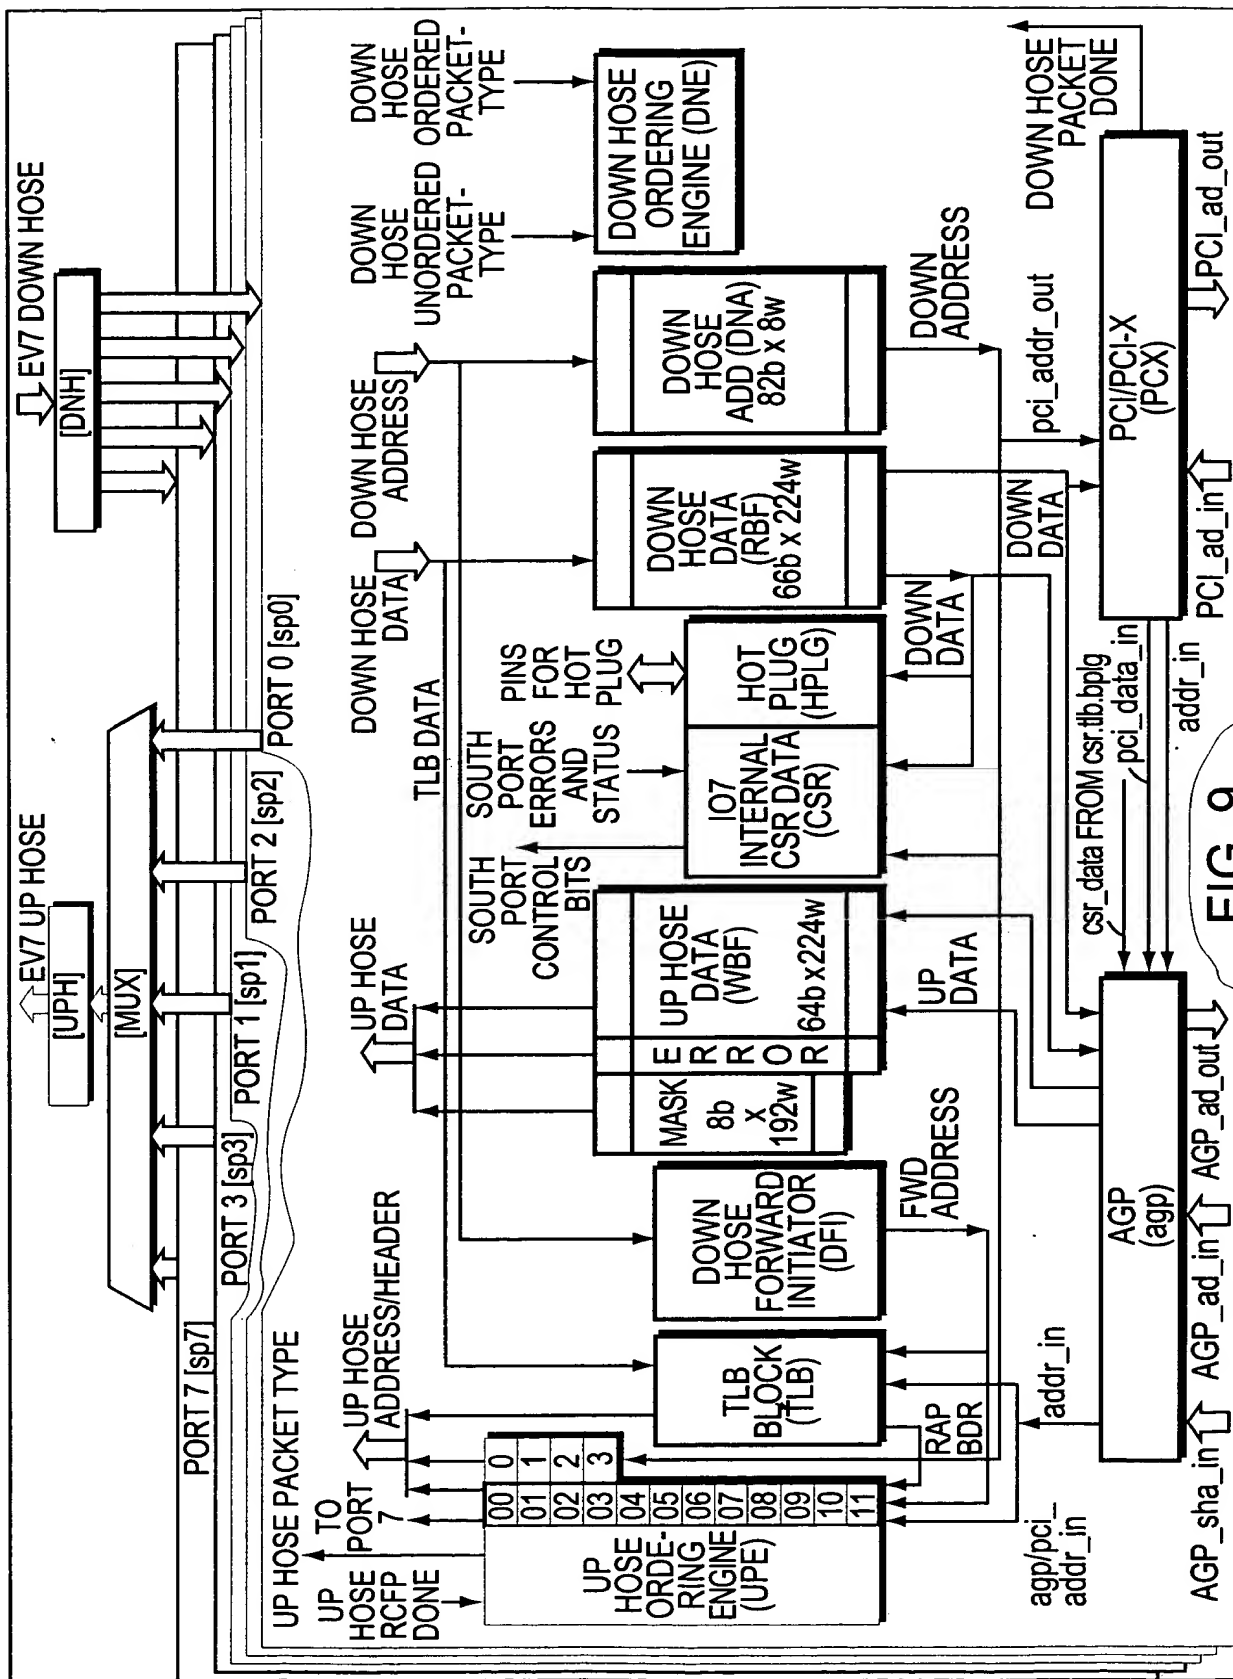 EV7 UP HOSE
EV7 DOWN HOSE
[UPH]
[DNH]
[MUX]
PORT 7 [sp7]
PORT 3 [sp3]
PORT 1 [sp1]
PORT 2 [sp2]
PORT 0 [sp0]
UP HOSE PACKET TYPE
UP
HOSE
RCFP
DONE
TO
PORT
7
UP HOSE
ADDRESS/HEADER
UP HOSE
DATA
SOUTH
PORT
CONTROL
BITS
SOUTH
PORT
ERRORS
AND
STATUS
PINS
FOR
HOT
PLUG
TLB DATA
DOWN HOSE
DATA
DOWN HOSE
ADDRESS
DOWN
HOSE
UNORDERED
PACKET-
TYPE
DOWN
HOSE
ORDERED
PACKET-
TYPE
UP
HOSE
ORDE-
RING
ENGINE
(UPE)
00
01
02
03
04
05
06
07
08
09
10
11
0
1
2
3
TLB
BLOCK
(TLB)
DOWN
HOSE
FORWARD
INITIATOR
(DFI)
MASK
8b
x
192w
ERROR
UP HOSE
DATA
(WBF)
64b x224w
IO7
INTERNAL
CSR DATA
(CSR)
HOT
PLUG
(HPLG)
DOWN
HOSE
DATA
(RBF)
66b x 224w
DOWN
HOSE
ADD (DNA)
82b x 8w
DOWN HOSE
ORDERING
ENGINE (DNE)
RAP
BDR
FWD
ADDRESS
UP
DATA
DOWN
DATA
DOWN
ADDRESS
agp/pci_
addr_in
addr_in
csr_data FROM csr.tlb.bplg
pci_data_in
addr_in
DOWN
DATA
pci_addr_out
DOWN HOSE
PACKET
DONE
AGP
(agp)
PCI/PCI-X
(PCX)
AGP_sha_in
AGP_ad_in
AGP_ad_out
PCI_ad_in
PCI_ad_out
FIG. 9